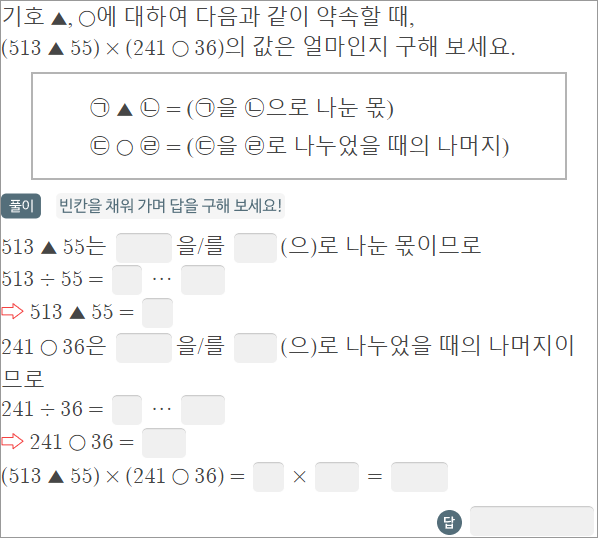 기호 ▲, ○에 대하여 다음과 같이 약속할 때,
(513 ▲ 55) × (241 ○ 36)의 값은 얼마인지 구해 보세요.
㉠ ▲ ㉡ = (㉠을 ㉡으로 나눈 몫)
㉢ ○ ㉣ = (㉢을 ㉣로 나누었을 때의 나머지)
풀이 빈칸을 채워 가며 답을 구해 보세요!
513 ▲ 55는 을/를 (으)로 나눈 몫이므로
513 ÷ 55 = ⋯
⇨ 513 ▲ 55 =
241 ○ 36은 을/를 (으)로 나누었을 때의 나머지이
므로
241 ÷ 36 = ⋯
⇨ 241 ○ 36 =
(513 ▲ 55) × (241 ○ 36) = × =
답